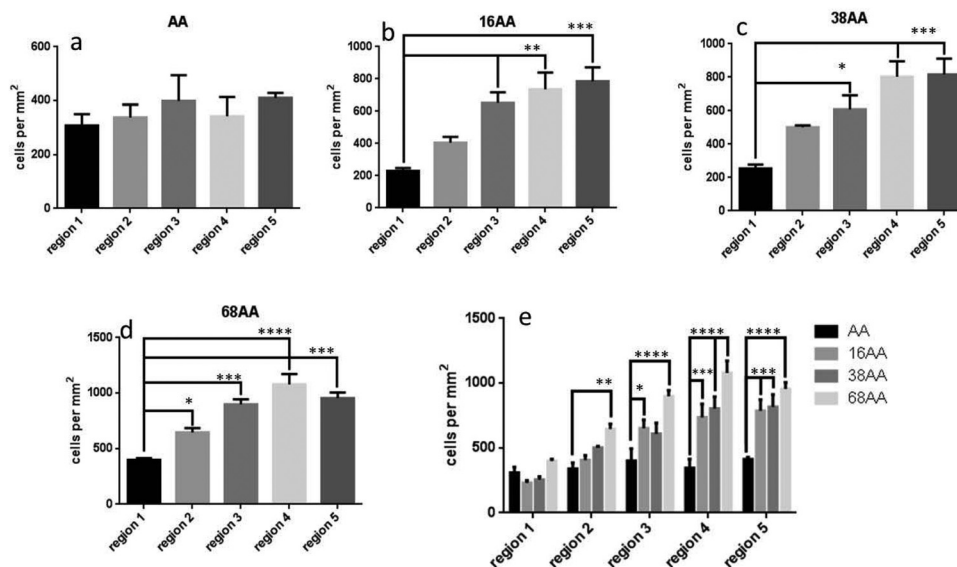 a
AA
cells per mm²
600
400
200
0
region 1
region 2
region 3
region 4
region 5
b
16AA
***
**
cells per mm²
1000
800
600
400
200
0
region 1
region 2
region 3
region 4
region 5
c
38AA
***
*
cells per mm²
1000
800
600
400
200
0
region 1
region 2
region 3
region 4
region 5
d
68AA
****
***
***
*
cells per mm²
1500
1000
500
0
region 1
region 2
region 3
region 4
region 5
e
cells per mm²
1500
1000
500
0
**
****
*
****
***
****
***
region 1
region 2
region 3
region 4
region 5
AA
16AA
38AA
68AA